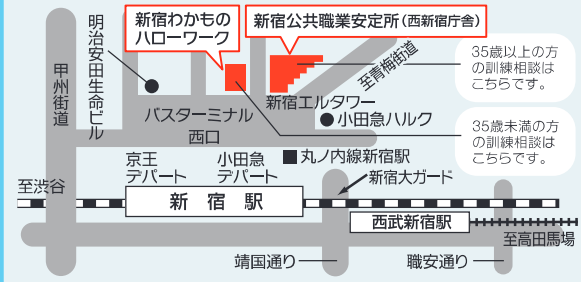 新宿わかもの
ハローワーク
新宿公共職業安定所(西新宿庁舎)
明治安田生命ビル
甲州街道
至青梅街道
35歳以上の方
の訓練相談は
こちらです。
新宿エルタワー
バスターミナル
西口
小田急ハルク
35歳未満の方
の訓練相談は
こちらです。
京王
デパート
小田急
デパート
丸ノ内線新宿駅
新宿大ガード
至渋谷
新宿駅
西武新宿駅
至高田馬場
靖国通り
職安通り